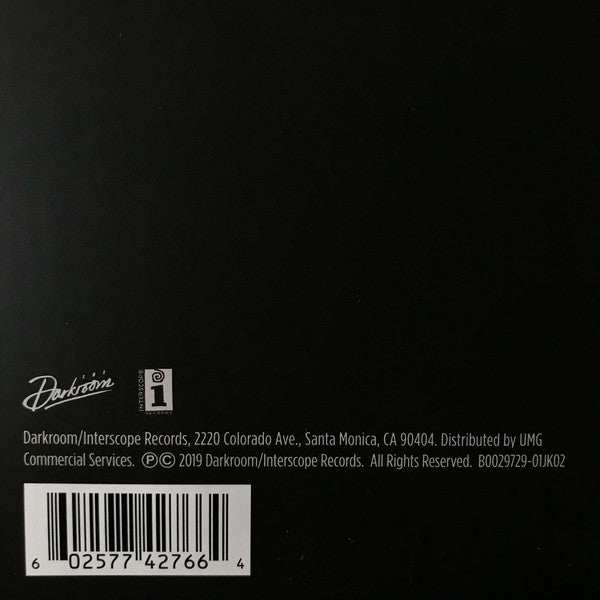 THE
Darkroom
INTERSCOPE
i
RECORDS
Darkroom/Interscope Records, 2220 Colorado Ave., Santa Monica, CA 90404. Distributed by UMG
Commercial Services. ℗© 2019 Darkroom/Interscope Records. All Rights Reserved. B0029729-01JK02
6 02577 42766 4